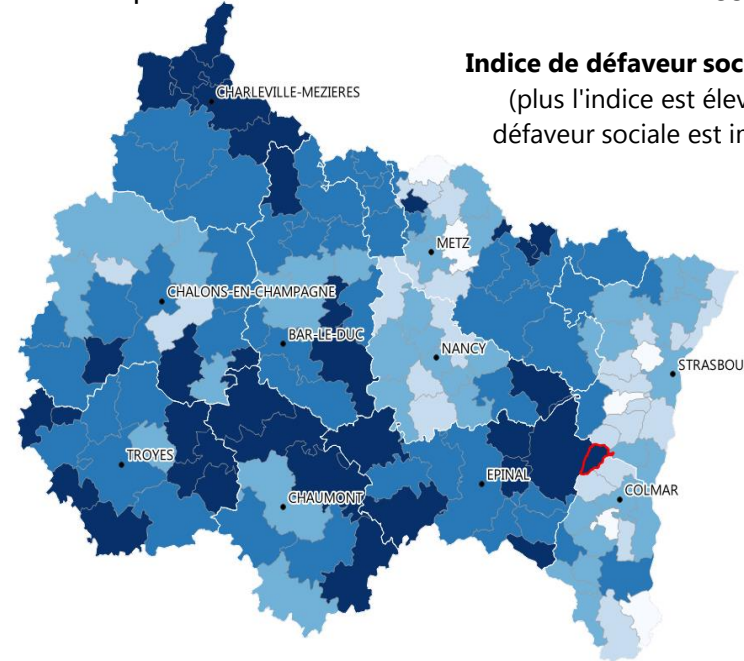 Indice de défaveur soc
(plus l'indice est élev
défaveur sociale est in
CHARLEVILLE-MEZIERES
METZ
CHALONS-EN-CHAMPAGNE
BAR-LE-DUC
NANCY
STRASBOU
TROYES
EPINAL
CHAUMONT
COLMAR